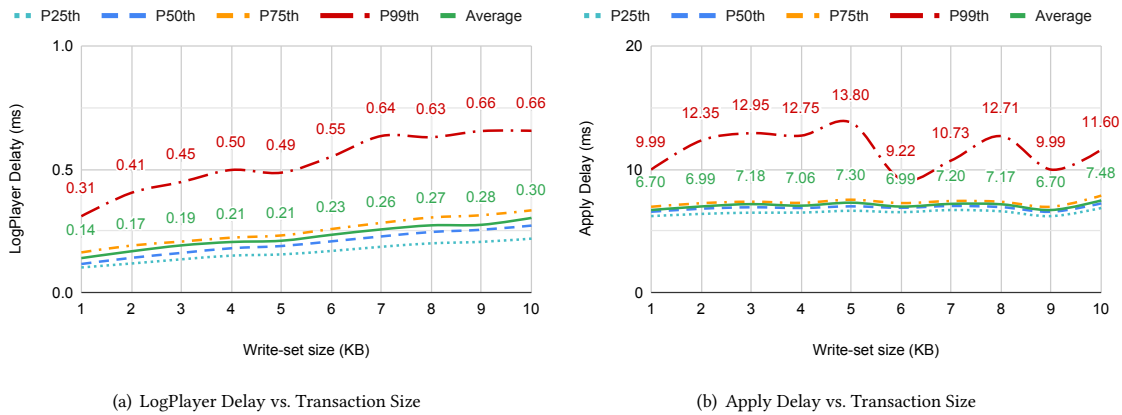 P25th P50th P75th P99th Average
1.0
0.5
0.0
LogPlayer Delaty (ms)
0.31 0.41 0.45 0.50 0.49 0.55 0.64 0.63 0.66 0.66
0.14 0.17 0.19 0.21 0.21 0.23 0.26 0.27 0.28 0.30
1 2 3 4 5 6 7 8 9 10
Write-set size (KB)
(a) LogPlayer Delay vs. Transaction Size
P25th P50th P75th P99th Average
20
15
10
5
0
Apply Delay (ms)
9.99 12.35 12.95 12.75 13.80 9.22 10.73 12.71 9.99 11.60
6.70 6.99 7.18 7.06 7.30 6.99 7.20 7.17 6.70 7.48
1 2 3 4 5 6 7 8 9 10
Write-set size (KB)
(b) Apply Delay vs. Transaction Size